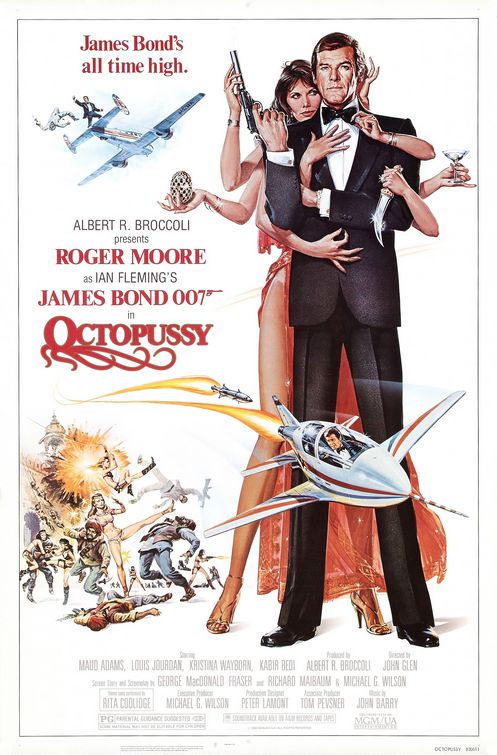 James Bond's
all time high.
ALBERT R. BROCCOLI
presents
ROGER MOORE
as IAN FLEMING'S
JAMES BOND 007
in
OCTOPUSSY
Starring
Produced by
Directed by
MAUD ADAMS, LOUIS JOURDAN, KRISTINA WAYBORN, KABIR BEDI
ALBERT R. BROCCOLI
JOHN GLEN
Screen Story and Screenplay by GEORGE MacDONALD FRASER and RICHARD MAIBAUM & MICHAEL G. WILSON
Theme song performed by
Executive Producer
Production Designer
Associate Producer
Music by
RITA COOLIDGE
MICHAEL G. WILSON
PETER LAMONT
TOM PEVSNER
JOHN BARRY
PG PARENTAL GUIDANCE SUGGESTED
SOME MATERIAL MAY NOT BE SUITABLE FOR CHILDREN
SOUNDTRACK AVAILABLE ON A&M RECORDS AND TAPES
MGM/UA
OCTOPUSSY